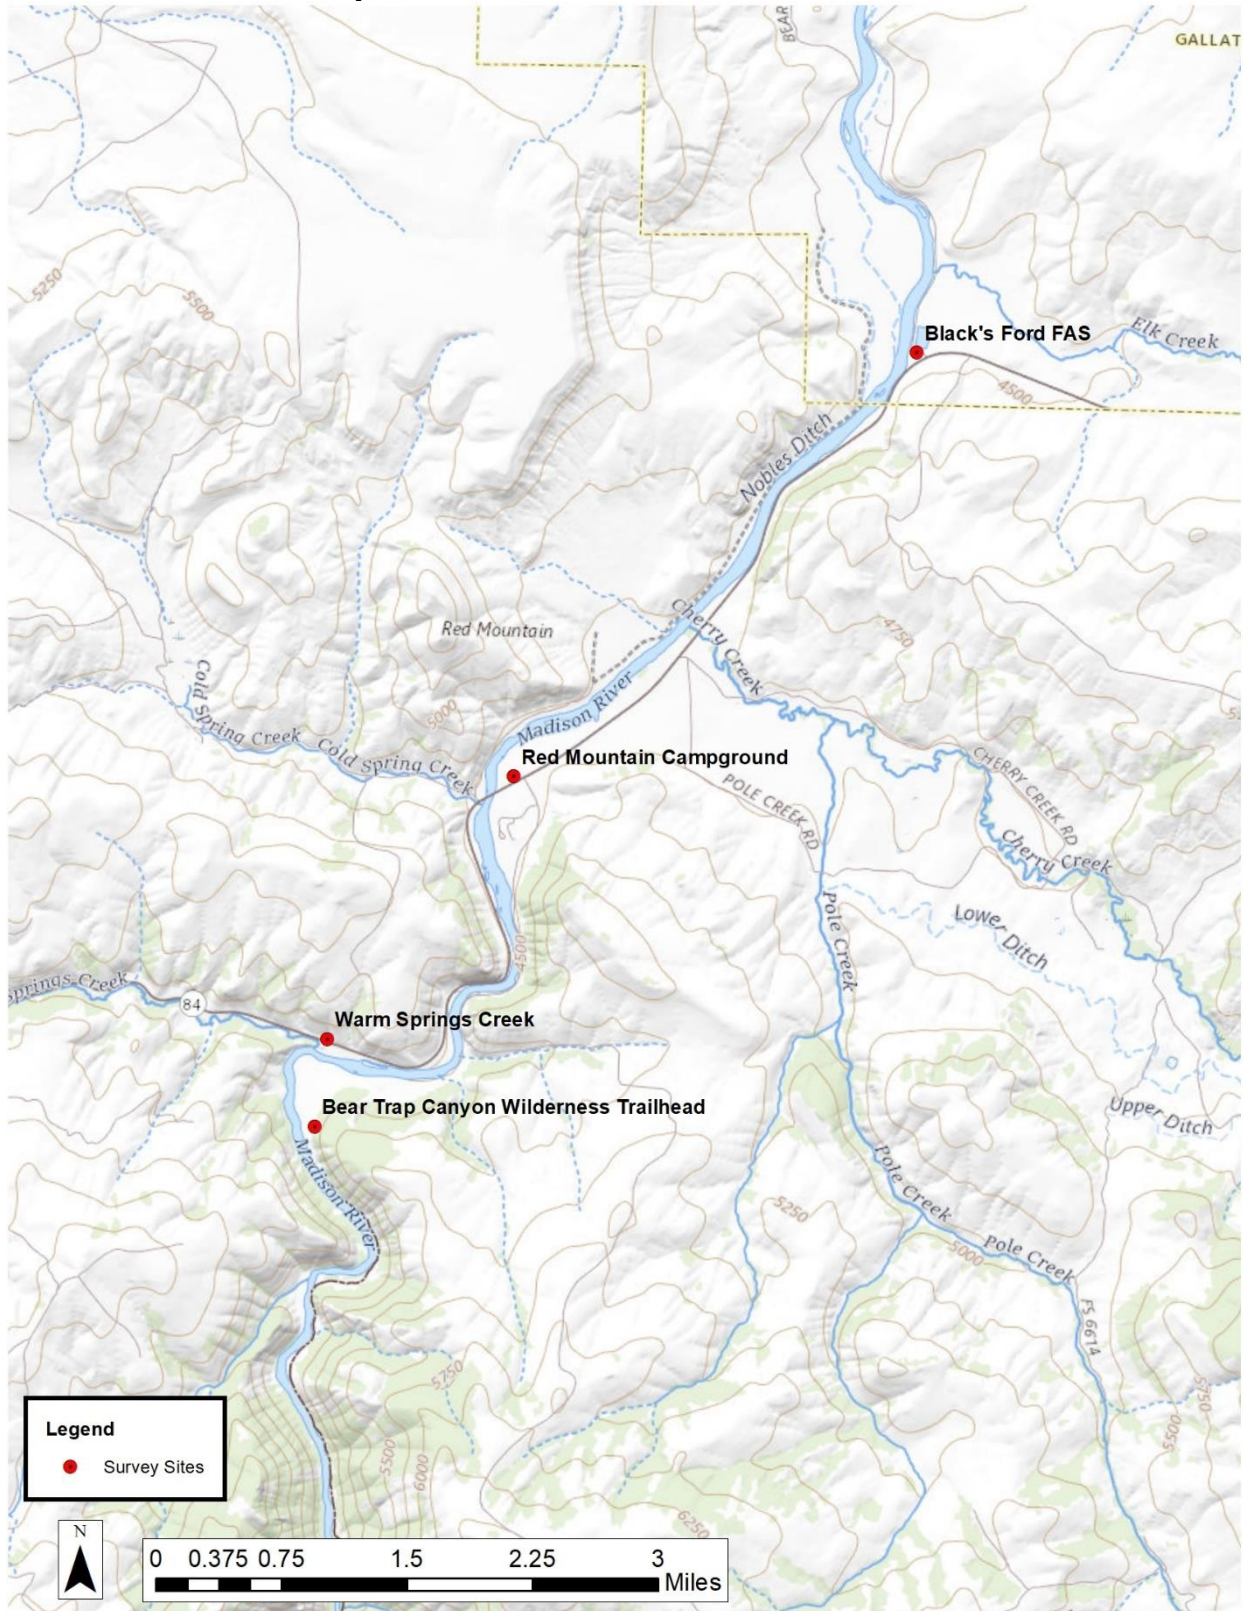 BEAR
GALLAT
5250
5500
Black's Ford FAS
Elk Creek
4500
Nobles Ditch
Cherry Creek
4750
Red Mountain
Cold Spring Creek
5000
Madison River
Cold Spring Creek
Red Mountain Campground
POLE CREEK RD
CHERRY CREEK RD
Cherry Creek
Pole Creek
Lower Ditch
4500
Springs Creek
84
Warm Springs Creek
Bear Trap Canyon Wilderness Trailhead
Upper Ditch
Madison River
Pole Creek
5250
Pole Creek
5000
FS 6614
5750
5750
5500
5500
6000
6250
Legend
Survey Sites
N
0 0.375 0.75 1.5 2.25 3
Miles